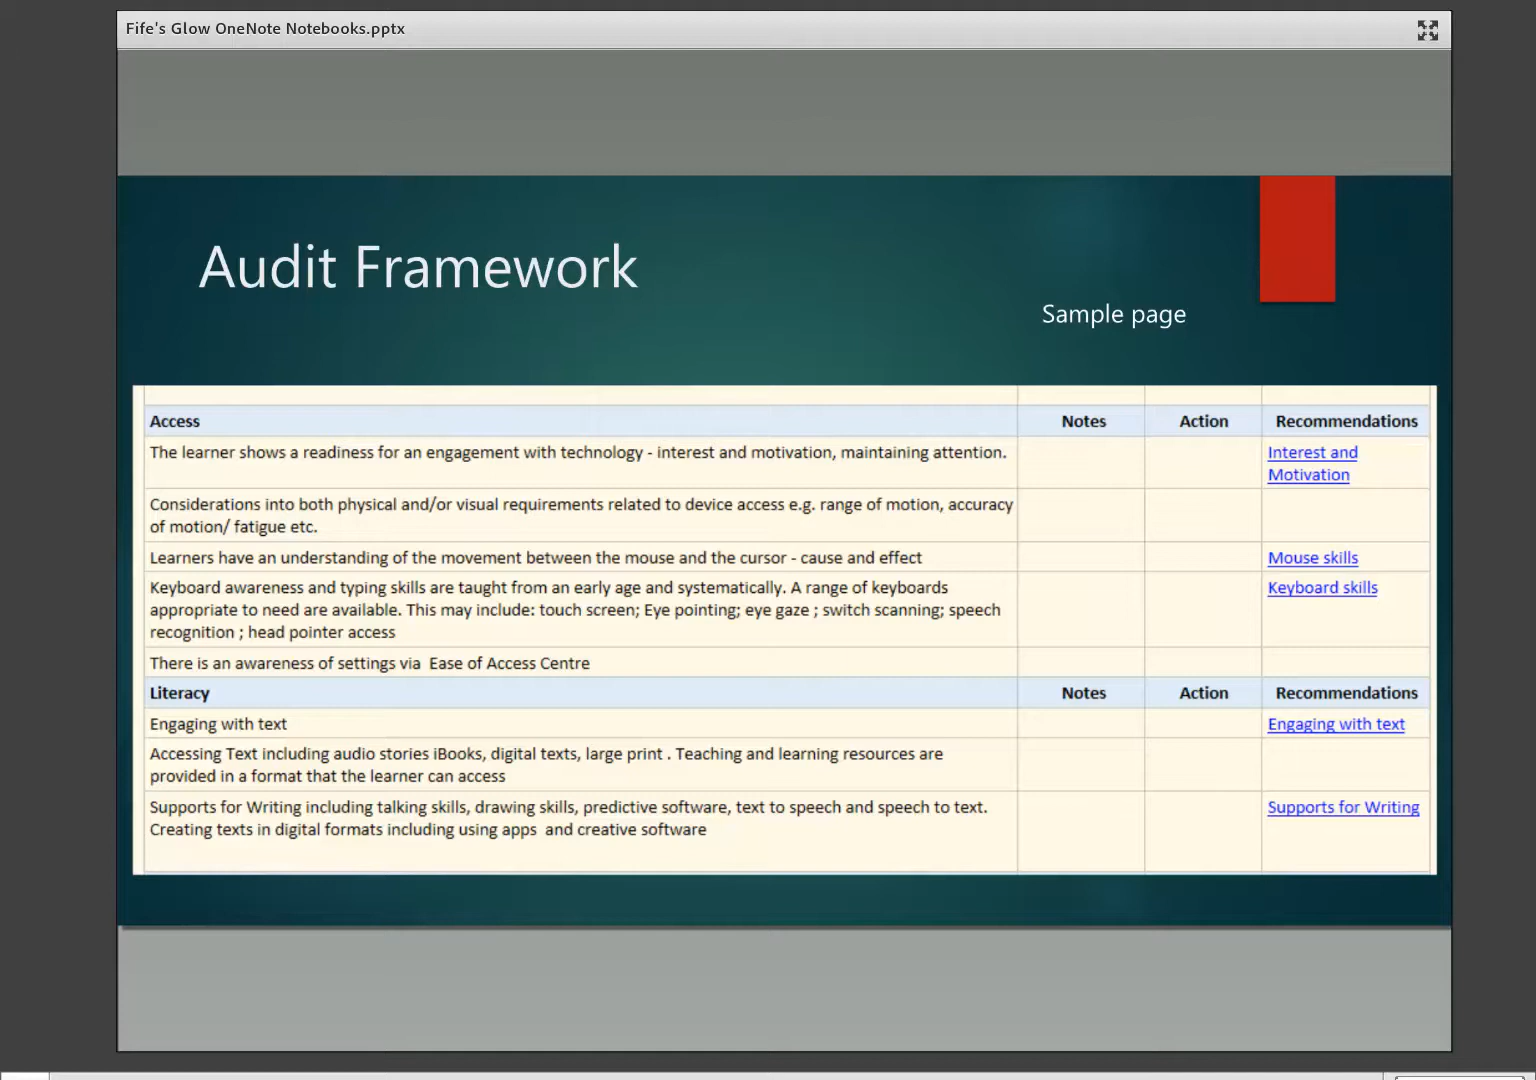 Fife's Glow OneNote Notebooks.pptx
Audit Framework
Sample page
Access Notes Action Recommendations
The learner shows a readiness for an engagement with technology - interest and motivation, maintaining attention. Interest and
Motivation
Considerations into both physical and/or visual requirements related to device access e.g. range of motion, accuracy
of motion/ fatigue etc.
Learners have an understanding of the movement between the mouse and the cursor - cause and effect Mouse skills
Keyboard awareness and typing skills are taught from an early age and systematically. A range of keyboards Keyboard skills
appropriate to need are available. This may include: touch screen; Eye pointing; eye gaze ; switch scanning; speech
recognition ; head pointer access
There is an awareness of settings via  Ease of Access Centre
Literacy Notes Action Recommendations
Engaging with text Engaging with text
Accessing Text including audio stories iBooks, digital texts, large print . Teaching and learning resources are
provided in a format that the learner can access
Supports for Writing including talking skills, drawing skills, predictive software, text to speech and speech to text. Supports for Writing
Creating texts in digital formats including using apps  and creative software